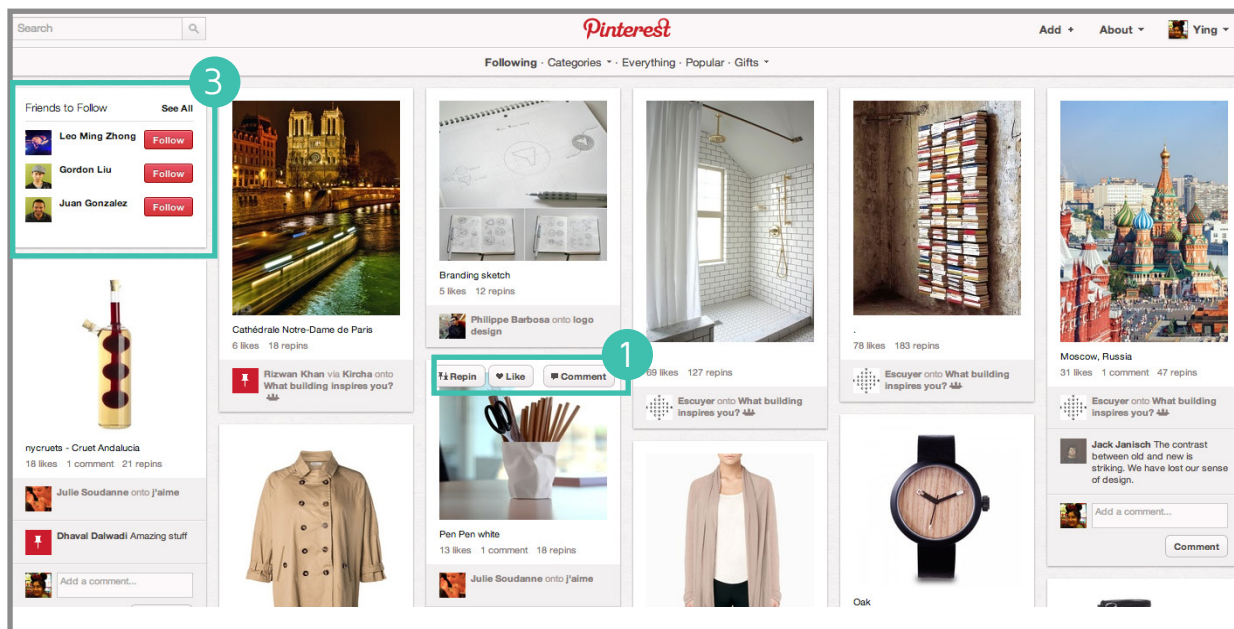 Search
Pinterest
Add +
About
Ying
Following · Categories · Everything · Popular · Gifts
3
Friends to Follow
See All
Leo Ming Zhong
Follow
Gordon Liu
Follow
Juan Gonzalez
Follow
nycruets - Cruet Andalucia
18 likes 1 comment 21 repins
Julie Soudanne onto j'aime
Dhaval Dalwadi Amazing stuff
Add a comment...
Cathédrale Notre-Dame de Paris
6 likes 18 repins
Rizwan Khan via Kircha onto
What building inspires you?
Branding sketch
5 likes 12 repins
Philippe Barbosa onto logo
design
1
Repin
Like
Comment
Pen Pen white
13 likes 1 comment 18 repins
Julie Soudanne onto j'aime
69 likes 127 repins
Escuyer onto What building
inspires you?
.
78 likes 183 repins
Escuyer onto What building
inspires you?
Oak
Moscow, Russia
31 likes 1 comment 47 repins
Escuyer onto What building
inspires you?
Jack Janisch The contrast
between old and new is
striking. We have lost our sense
of design.
Add a comment...
Comment